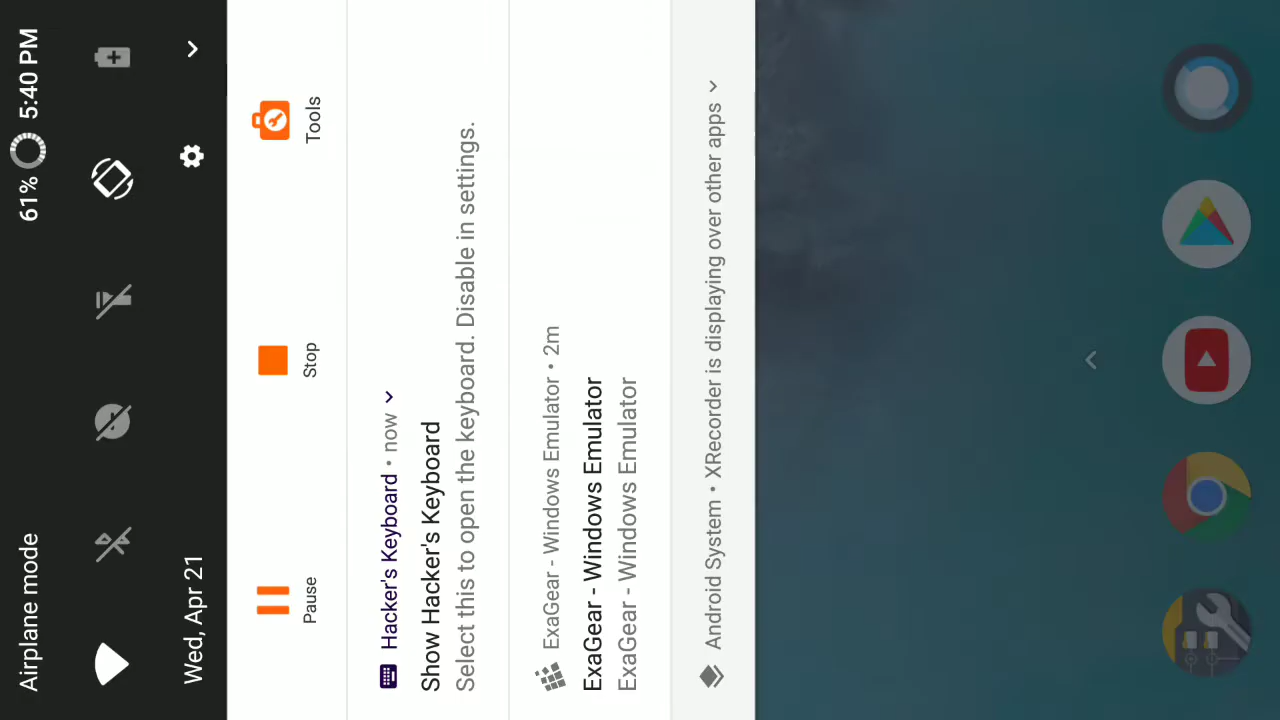 Airplane mode 61% 5:40 PM
Wed, Apr 21
Pause Stop Tools
Hacker's Keyboard • now
Show Hacker's Keyboard
Select this to open the keyboard. Disable in settings.
ExaGear - Windows Emulator • 2m
ExaGear - Windows Emulator
ExaGear - Windows Emulator
Android System • XRecorder is displaying over other apps